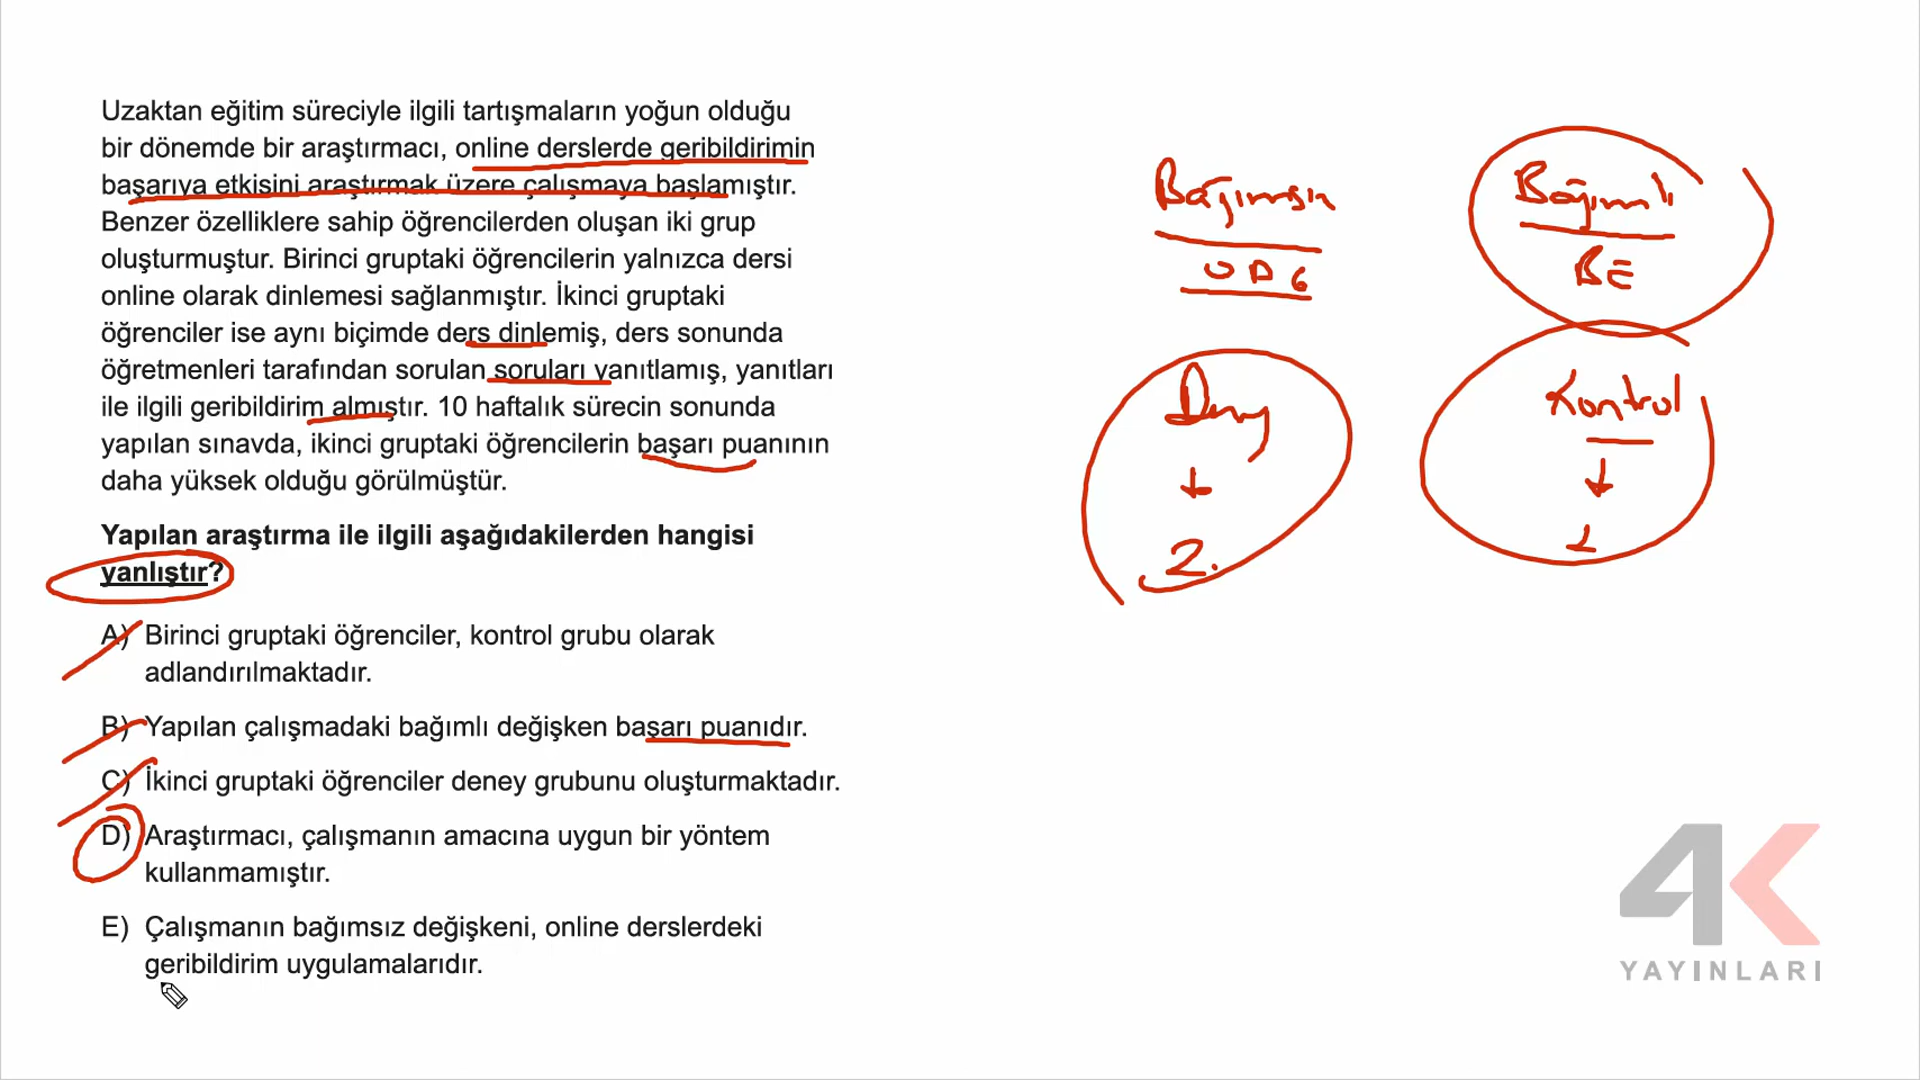 Uzaktan eğitim süreciyle ilgili tartışmaların yoğun olduğu
bir dönemde bir araştırmacı, online derslerde geribildirimin
başarıya etkisini araştırmak üzere çalışmaya başlamıştır.
Benzer özelliklere sahip öğrencilerden oluşan iki grup
oluşturmuştur. Birinci gruptaki öğrencilerin yalnızca dersi
online olarak dinlemesi sağlanmıştır. İkinci gruptaki
öğrenciler ise aynı biçimde ders dinlemiş, ders sonunda
öğretmenleri tarafından sorulan soruları yanıtlamış, yanıtları
ile ilgili geribildirim almıştır. 10 haftalık sürecin sonunda
yapılan sınavda, ikinci gruptaki öğrencilerin başarı puanının
daha yüksek olduğu görülmüştür.
Yapılan araştırma ile ilgili aşağıdakilerden hangisi
yanlıştır?
A) Birinci gruptaki öğrenciler, kontrol grubu olarak
adlandırılmaktadır.
B) Yapılan çalışmadaki bağımlı değişken başarı puanıdır.
C) İkinci gruptaki öğrenciler deney grubunu oluşturmaktadır.
D) Araştırmacı, çalışmanın amacına uygun bir yöntem
kullanmamıştır.
E) Çalışmanın bağımsız değişkeni, online derslerdeki
geribildirim uygulamalarıdır.
Bağımsız
ODG
Bağımlı
BE
Deney
2.
Kontrol
1
4K
YAYINLARI